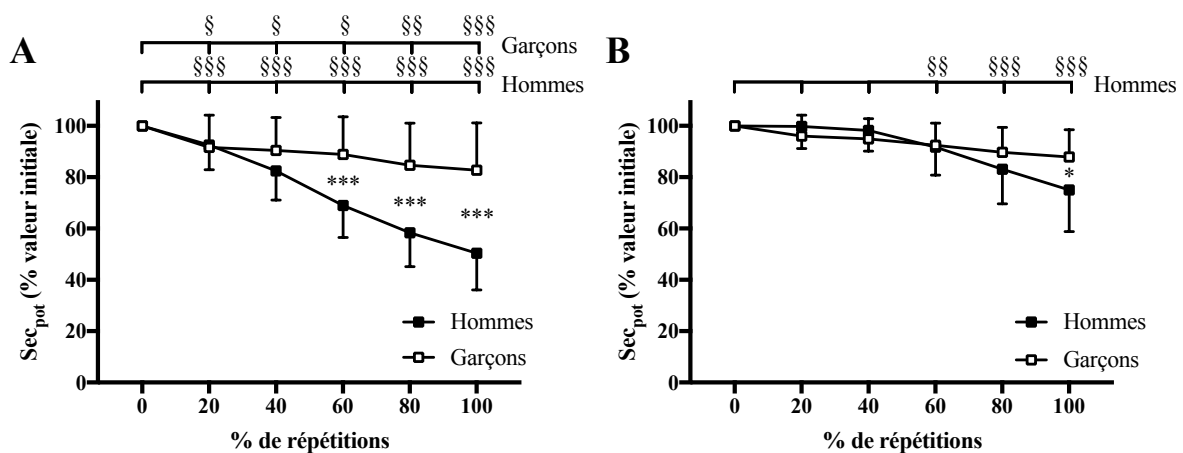 A
§ § § §§ §§§
Garçons
§§§ §§§ §§§ §§§ §§§
Hommes
Sec_pot (% valeur initiale)
100
80
60
40
20
0
*** *** ***
Hommes
Garçons
0 20 40 60 80 100
% de répétitions
B
§§ §§§ §§§
Hommes
Sec_pot (% valeur initiale)
100
80
60
40
20
0
*
Hommes
Garçons
0 20 40 60 80 100
% de répétitions